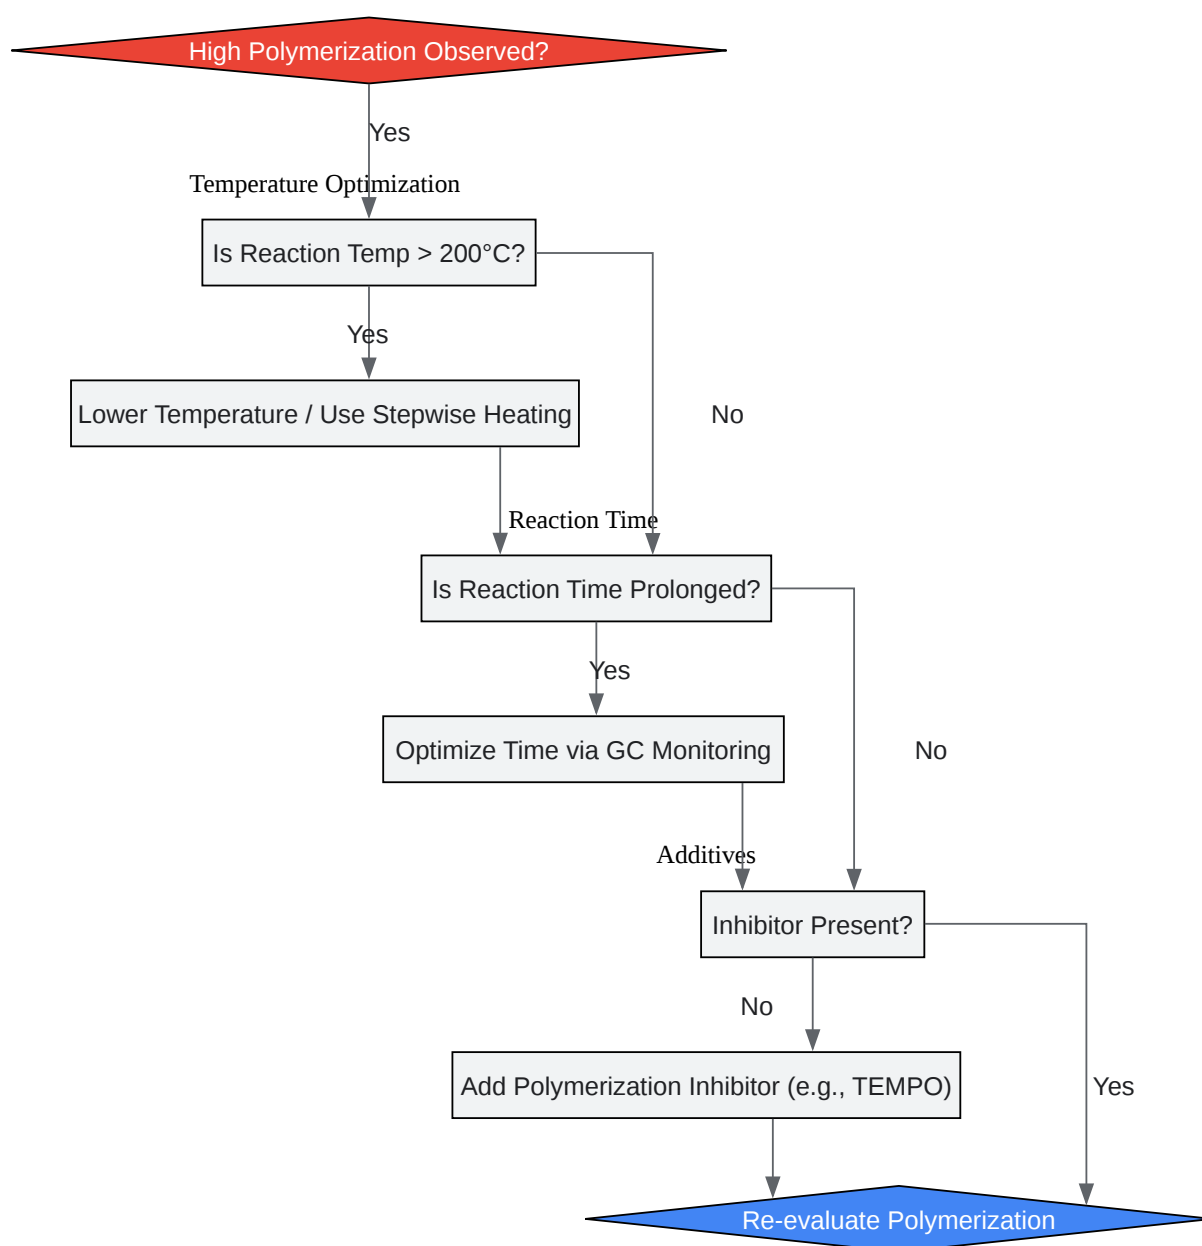 High Polymerization Observed?
Yes
Temperature Optimization
Is Reaction Temp > 200°C?
Yes
Lower Temperature / Use Stepwise Heating
No
Reaction Time
Is Reaction Time Prolonged?
Yes
Optimize Time via GC Monitoring
No
Additives
Inhibitor Present?
No
Add Polymerization Inhibitor (e.g., TEMPO)
Yes
Re-evaluate Polymerization